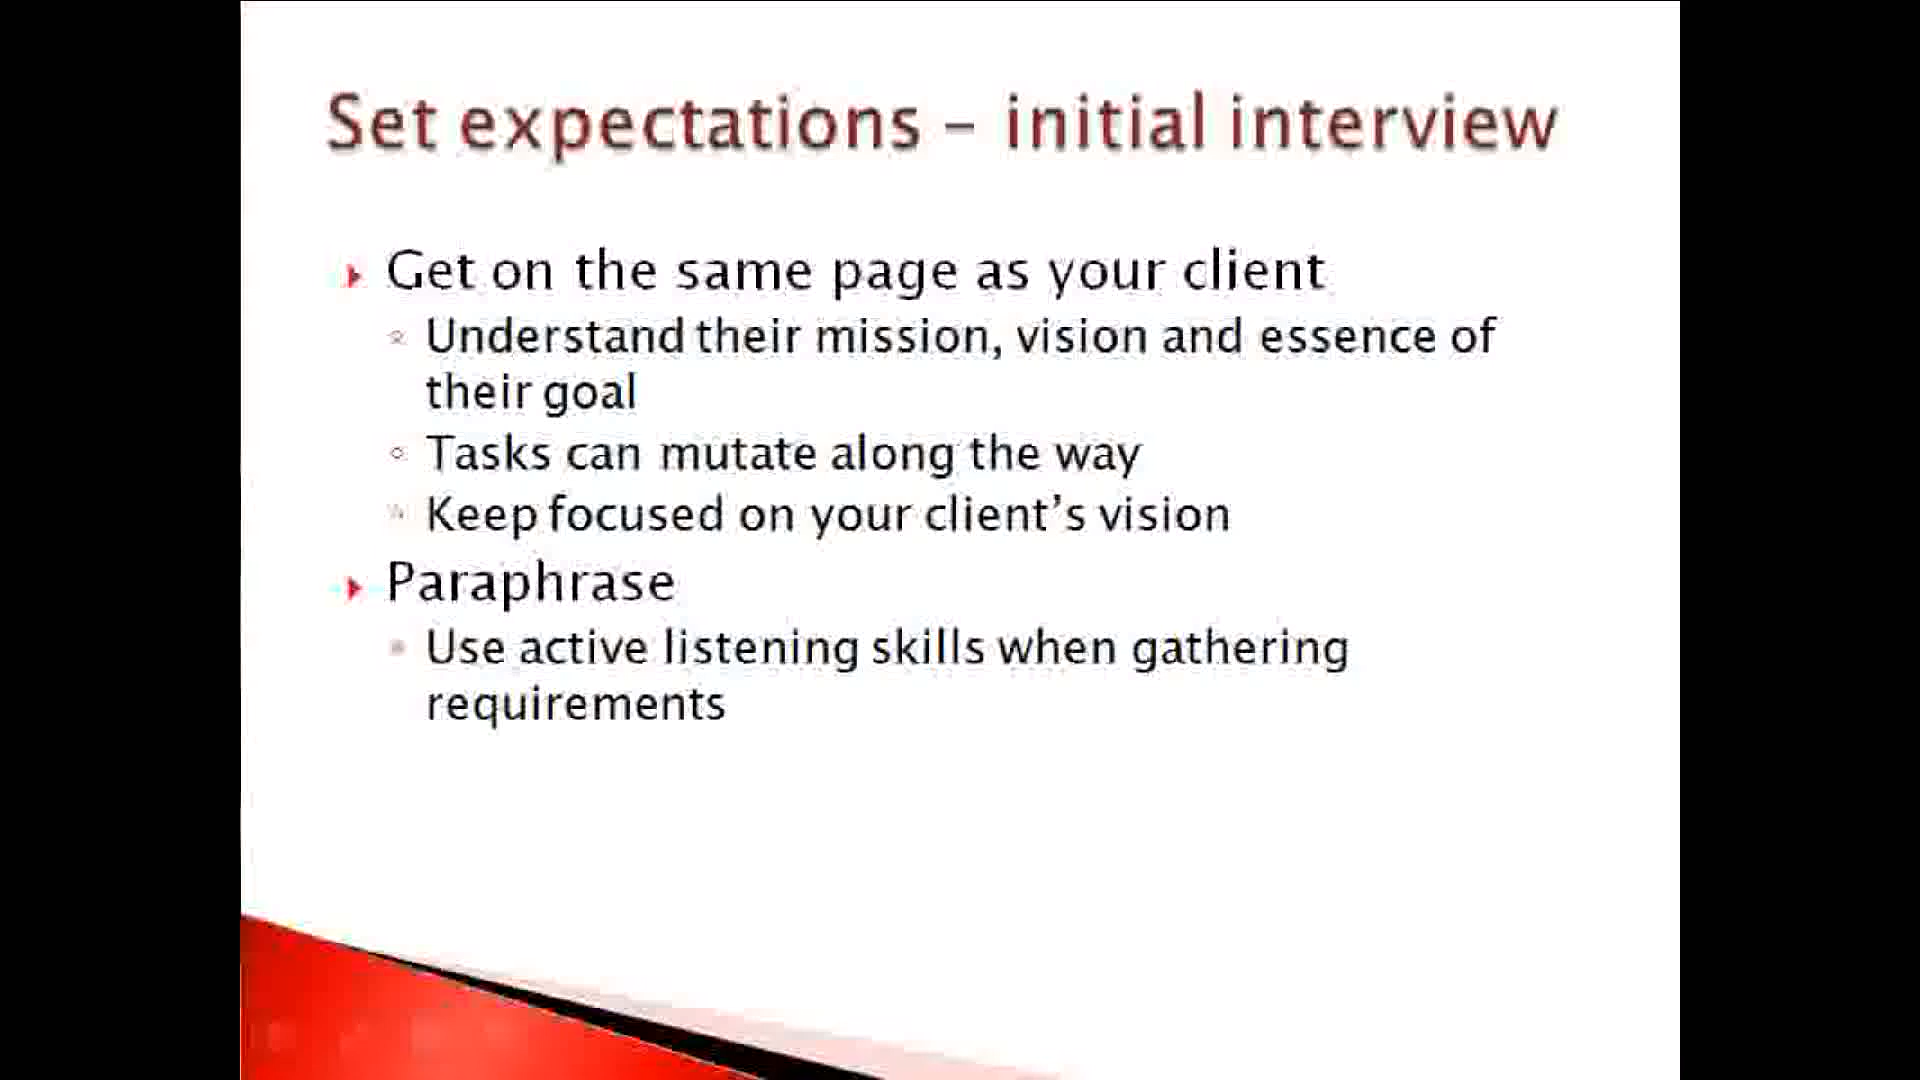 Set expectations – initial interview
Get on the same page as your client
Understand their mission, vision and essence of
their goal
Tasks can mutate along the way
Keep focused on your client's vision
Paraphrase
Use active listening skills when gathering
requirements